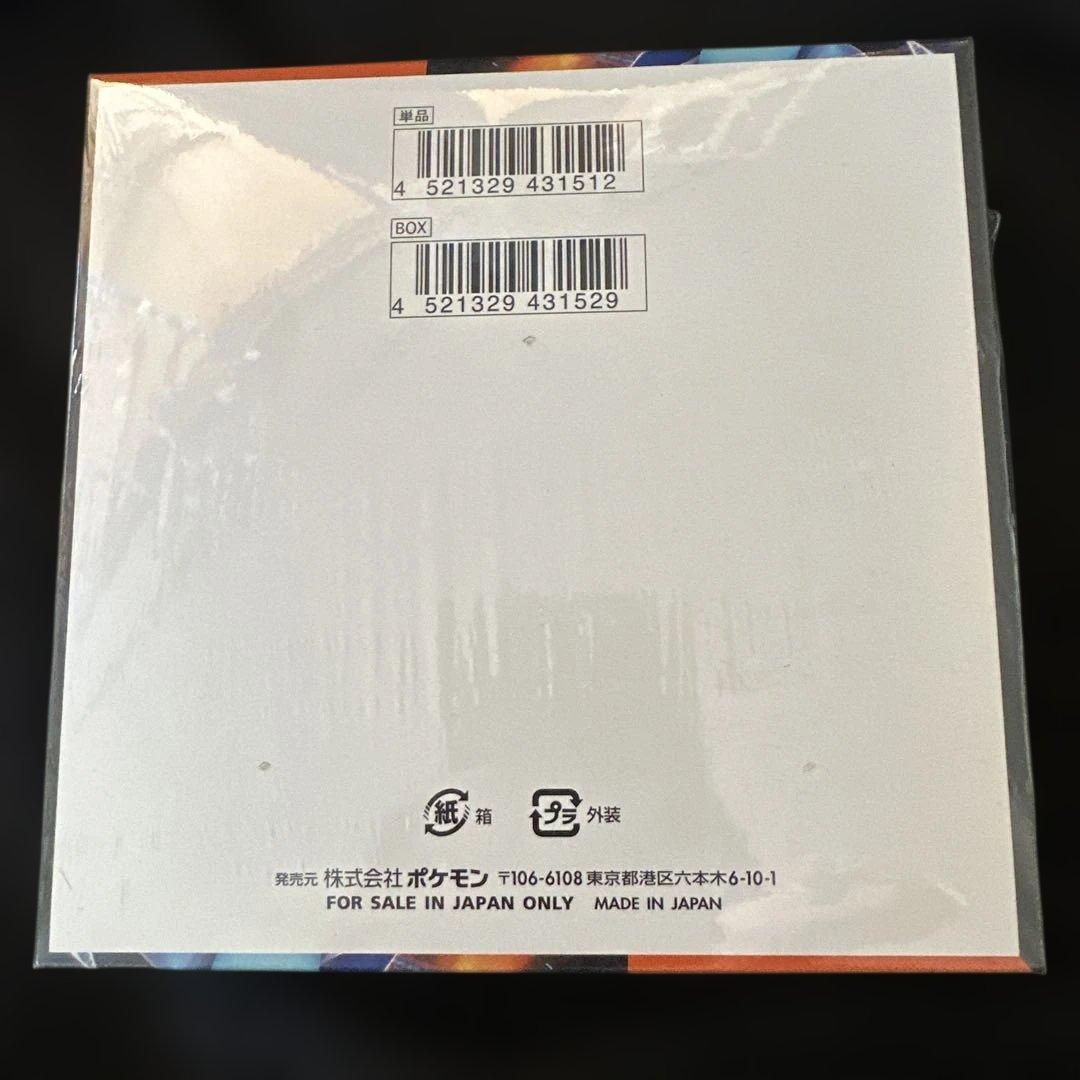 単品
4 521329 431512
BOX
4 521329 431529
紙 箱 プラ 外装
発売元 株式会社 ポケモン 〒106-6108 東京都港区六本木6-10-1
FOR SALE IN JAPAN ONLY MADE IN JAPAN